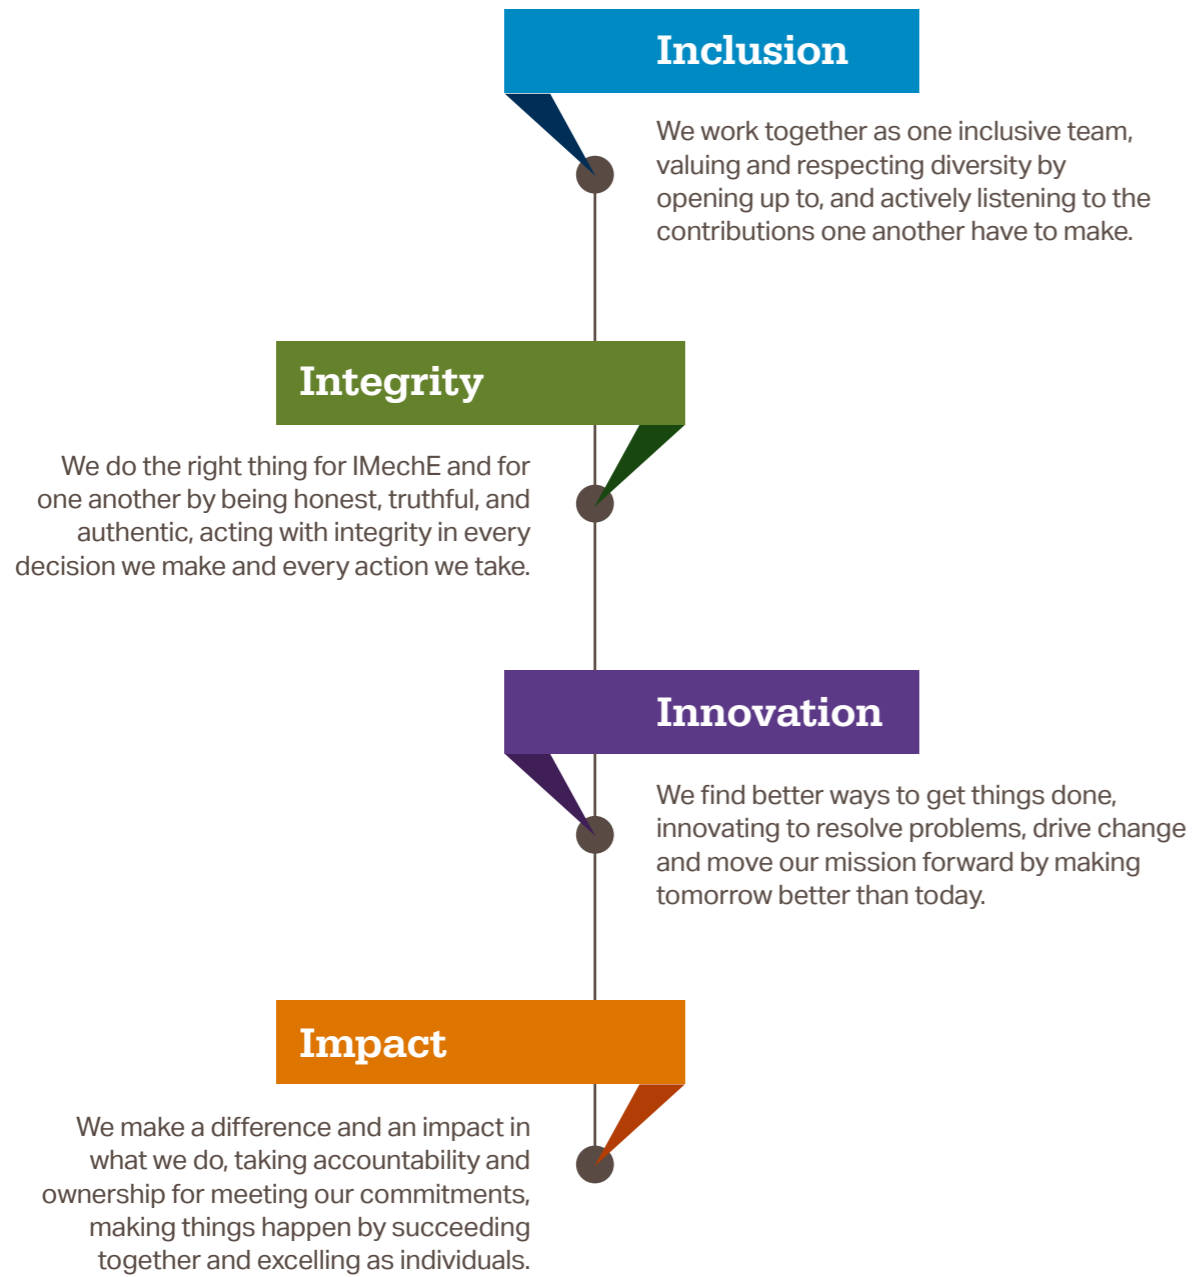 Inclusion
We work together as one inclusive team,
valuing and respecting diversity by
opening up to, and actively listening to the
contributions one another have to make.
Integrity
We do the right thing for IMechE and for
one another by being honest, truthful, and
authentic, acting with integrity in every
decision we make and every action we take.
Innovation
We find better ways to get things done,
innovating to resolve problems, drive change
and move our mission forward by making
tomorrow better than today.
Impact
We make a difference and an impact in
what we do, taking accountability and
ownership for meeting our commitments,
making things happen by succeeding
together and excelling as individuals.